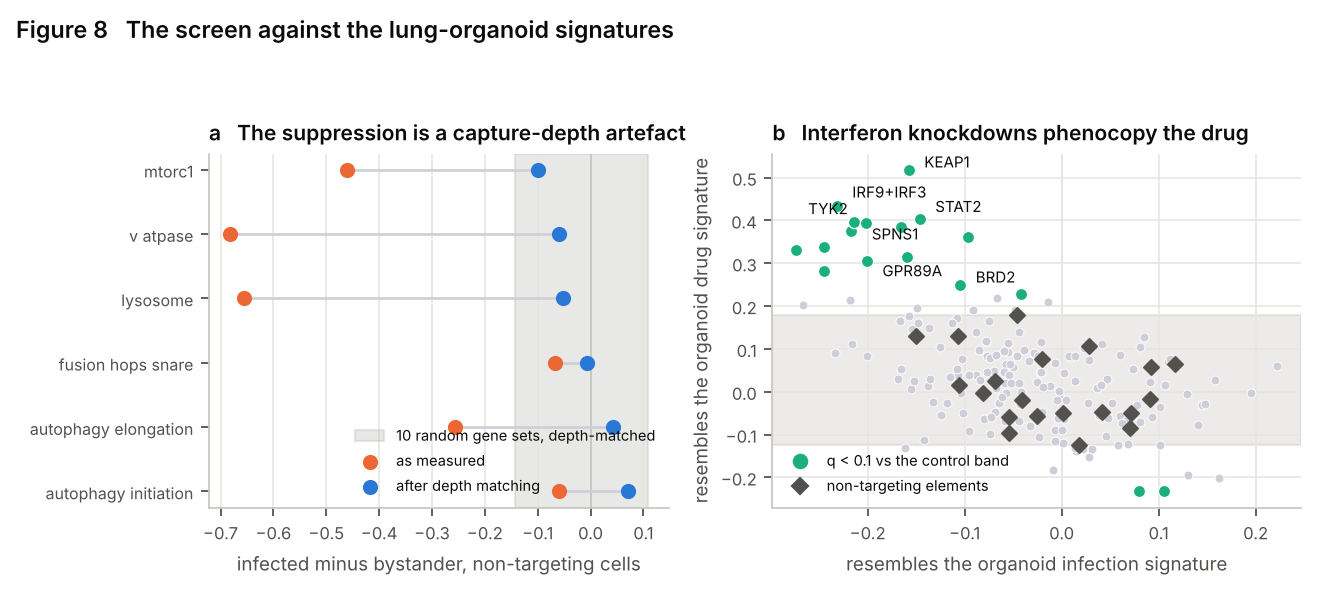 Figure 8 The screen against the lung-organoid signatures
a The suppression is a capture-depth artefact
mtorc1
v atpase
lysosome
fusion hops snare
autophagy elongation
autophagy initiation
10 random gene sets, depth-matched
as measured
after depth matching
−0.7 −0.6 −0.5 −0.4 −0.3 −0.2 −0.1 0.0 0.1
infected minus bystander, non-targeting cells
b Interferon knockdowns phenocopy the drug
resembles the organoid drug signature
0.5
0.4
0.3
0.2
0.1
0.0
−0.1
−0.2
KEAP1
IRF9+IRF3
TYK2
STAT2
SPNS1
GPR89A
BRD2
q < 0.1 vs the control band
non-targeting elements
−0.2 −0.1 0.0 0.1 0.2
resembles the organoid infection signature